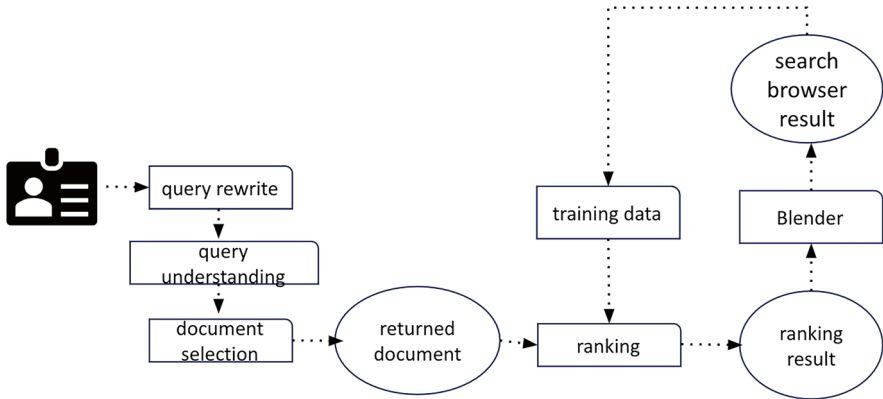 query rewrite
query
understanding
document
selection
returned
document
training data
ranking
search
browser
result
Blender
ranking
result